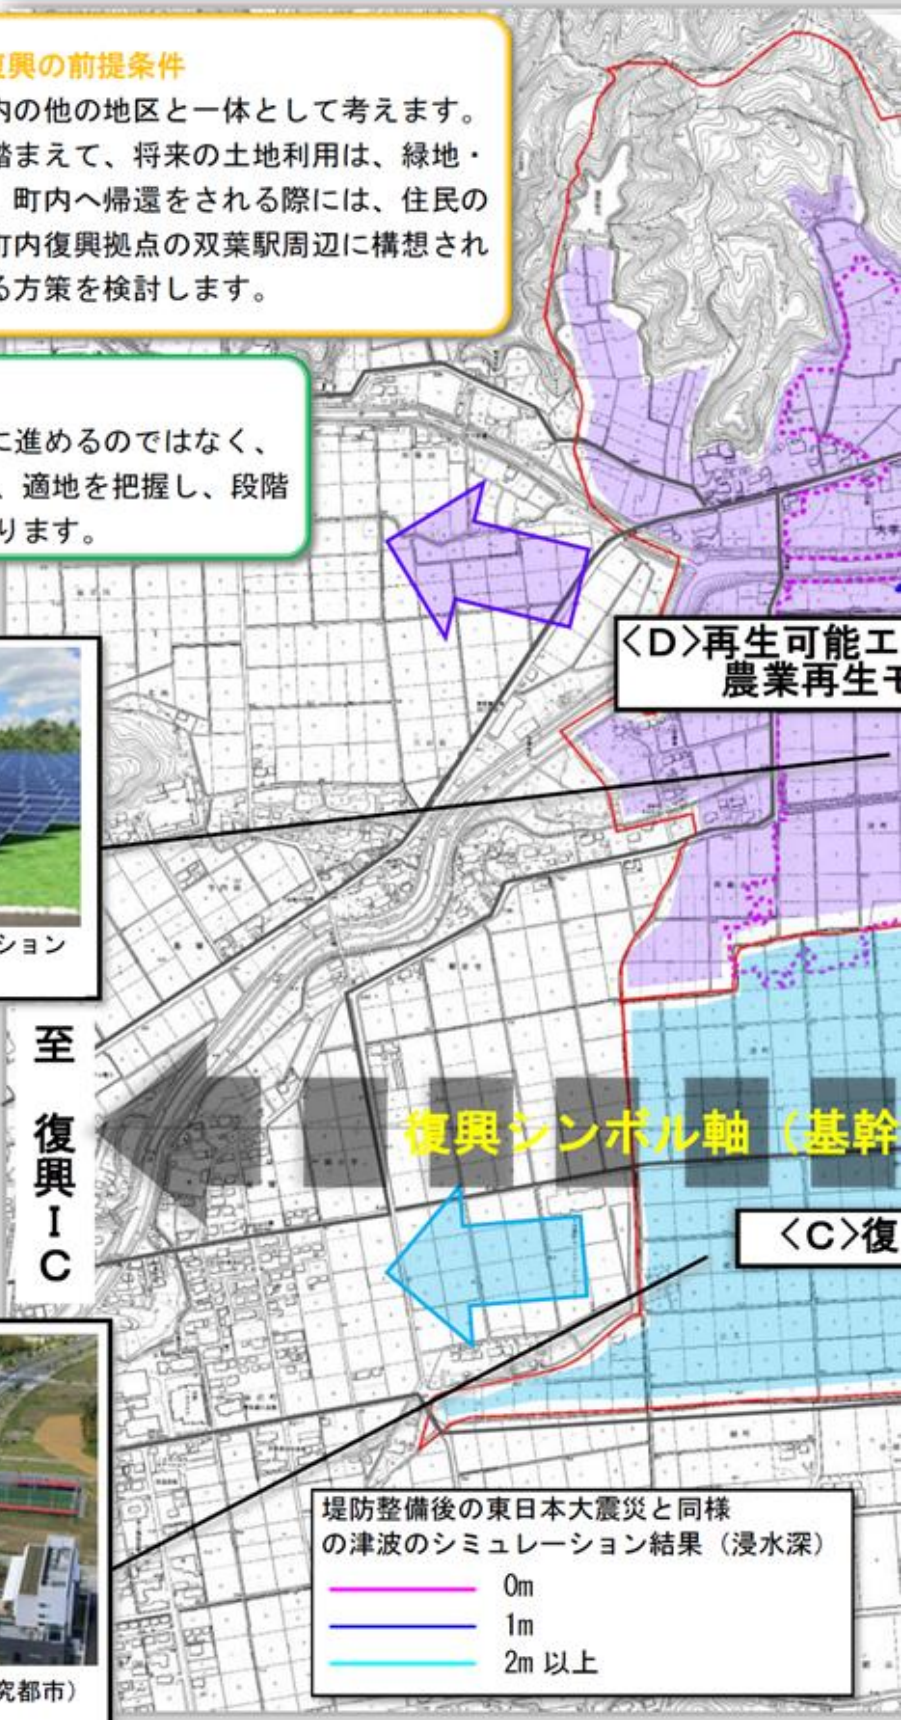 興の前提条件
内の他の地区と一体として考えます。
踏まえて、将来の土地利用は、緑地・
町内へ帰還をされる際には、住民の
町内復興拠点の双葉駅周辺に構想され
る方策を検討します。
に進めるのではなく、
、適地を把握し、段階
ります。
<D>再生可能エ
農業再生モ
ション
至 復興IC
復興シンボル軸（基幹
<C>復
堤防整備後の東日本大震災と同様
の津波のシミュレーション結果（浸水深）
0m
1m
2m 以上
究都市）